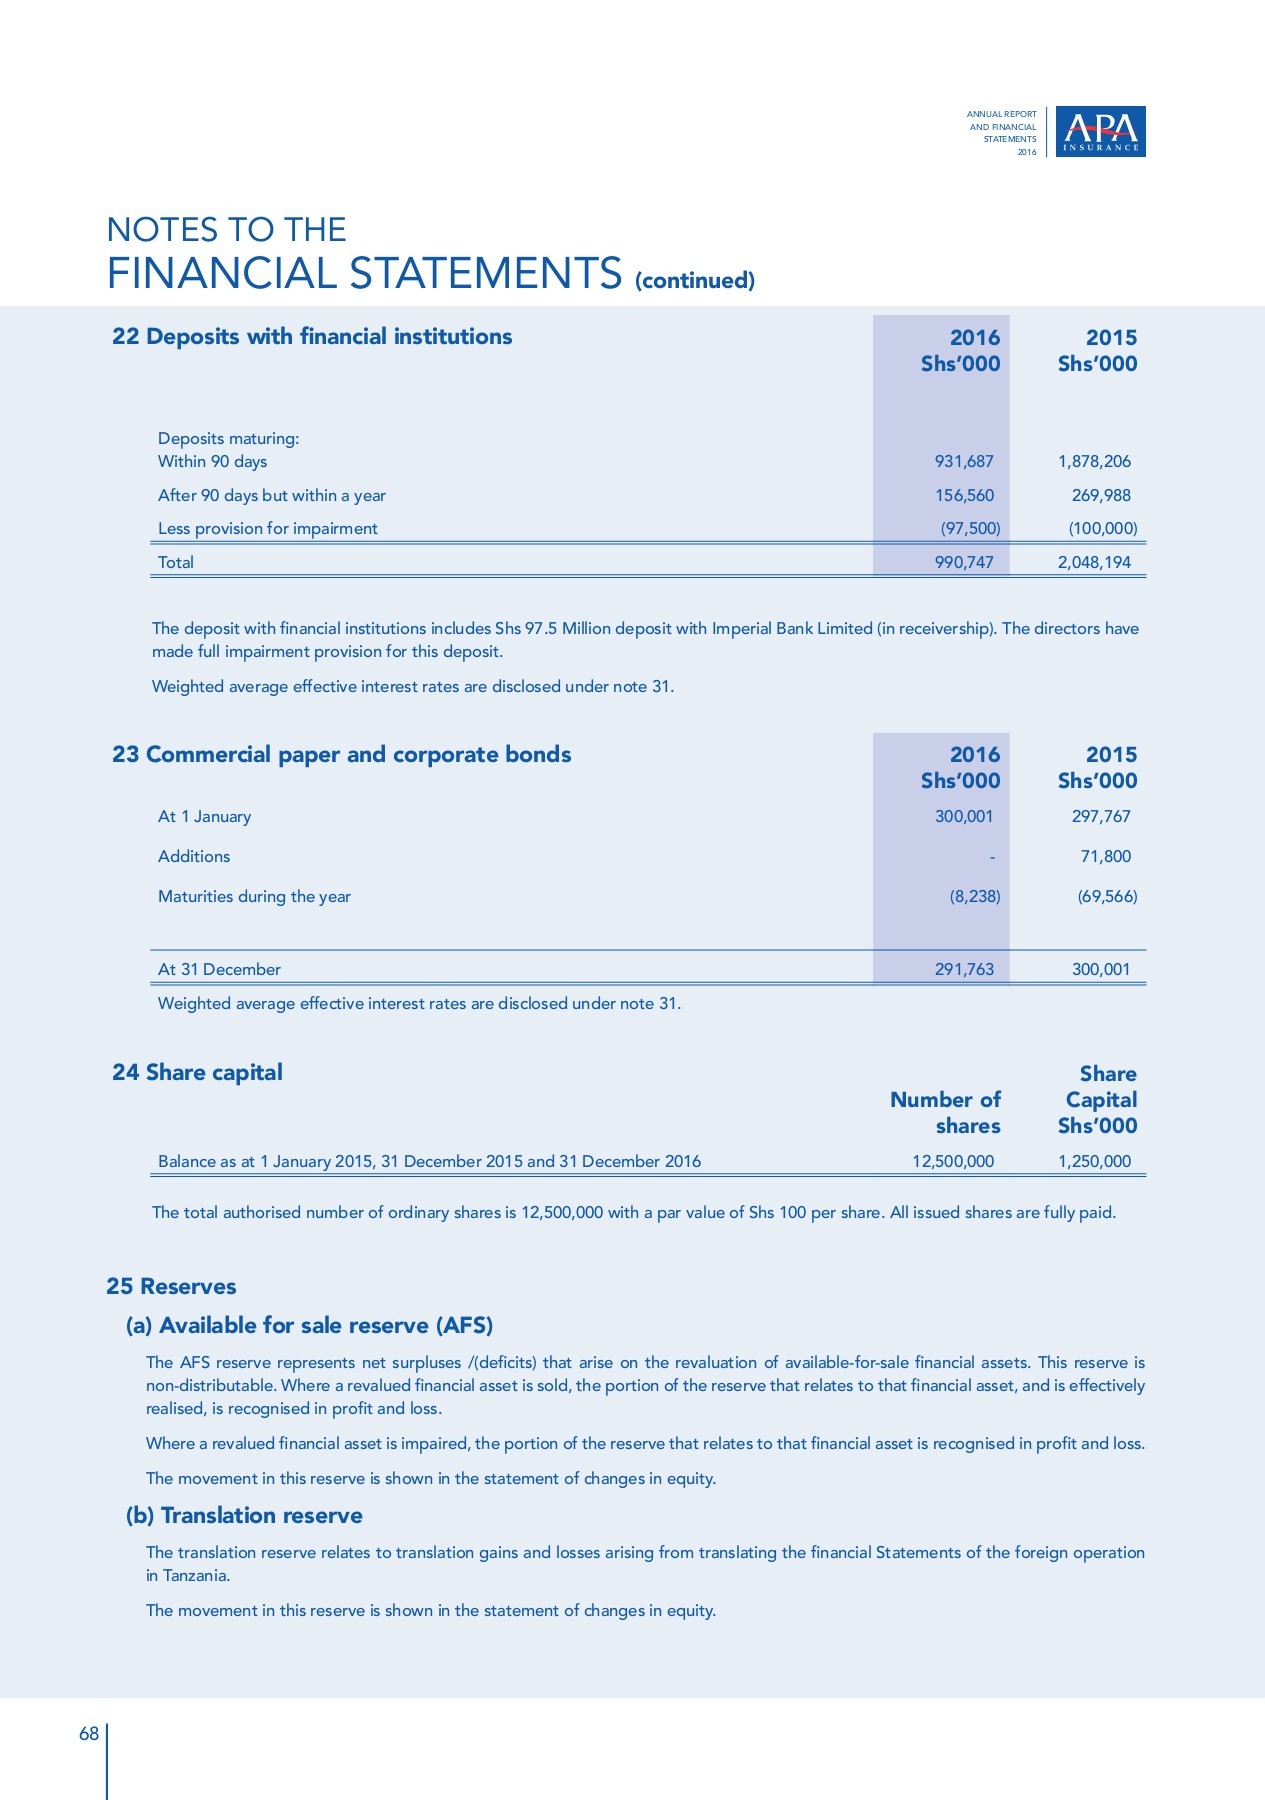 ANNUAL REPORT
AND FINANCIAL
STATEMENTS
2016
APA
INSURANCE
NOTES TO THE
FINANCIAL STATEMENTS (continued)
22 Deposits with financial institutions 2016 2015
Shs’000 Shs’000
Deposits maturing:
Within 90 days 931,687 1,878,206
After 90 days but within a year 156,560 269,988
Less provision for impairment (97,500) (100,000)
Total 990,747 2,048,194
The deposit with financial institutions includes Shs 97.5 Million deposit with Imperial Bank Limited (in receivership). The directors have
made full impairment provision for this deposit.
Weighted average effective interest rates are disclosed under note 31.
23 Commercial paper and corporate bonds 2016 2015
Shs’000 Shs’000
At 1 January 300,001 297,767
Additions - 71,800
Maturities during the year (8,238) (69,566)
At 31 December 291,763 300,001
Weighted average effective interest rates are disclosed under note 31.
24 Share capital Share
Number of Capital
shares Shs’000
Balance as at 1 January 2015, 31 December 2015 and 31 December 2016 12,500,000 1,250,000
The total authorised number of ordinary shares is 12,500,000 with a par value of Shs 100 per share. All issued shares are fully paid.
25 Reserves
(a) Available for sale reserve (AFS)
The AFS reserve represents net surpluses /(deficits) that arise on the revaluation of available-for-sale financial assets. This reserve is
non-distributable. Where a revalued financial asset is sold, the portion of the reserve that relates to that financial asset, and is effectively
realised, is recognised in profit and loss.
Where a revalued financial asset is impaired, the portion of the reserve that relates to that financial asset is recognised in profit and loss.
The movement in this reserve is shown in the statement of changes in equity.
(b) Translation reserve
The translation reserve relates to translation gains and losses arising from translating the financial Statements of the foreign operation
in Tanzania.
The movement in this reserve is shown in the statement of changes in equity.
68